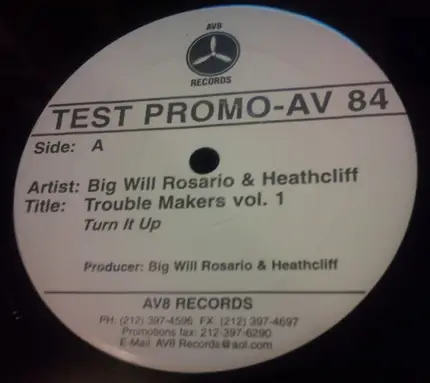 AV8
RECORDS
TEST PROMO-AV 84
Side: A
Artist: Big Will Rosario & Heathcliff
Title: Trouble Makers vol. 1
Turn It Up
Producer: Big Will Rosario & Heathcliff
AV8 RECORDS
PH: (212) 397-4596 FX: (212) 397-4697
Promotions fax: 212-397-6290
E-Mail AV8 Records@aol.com